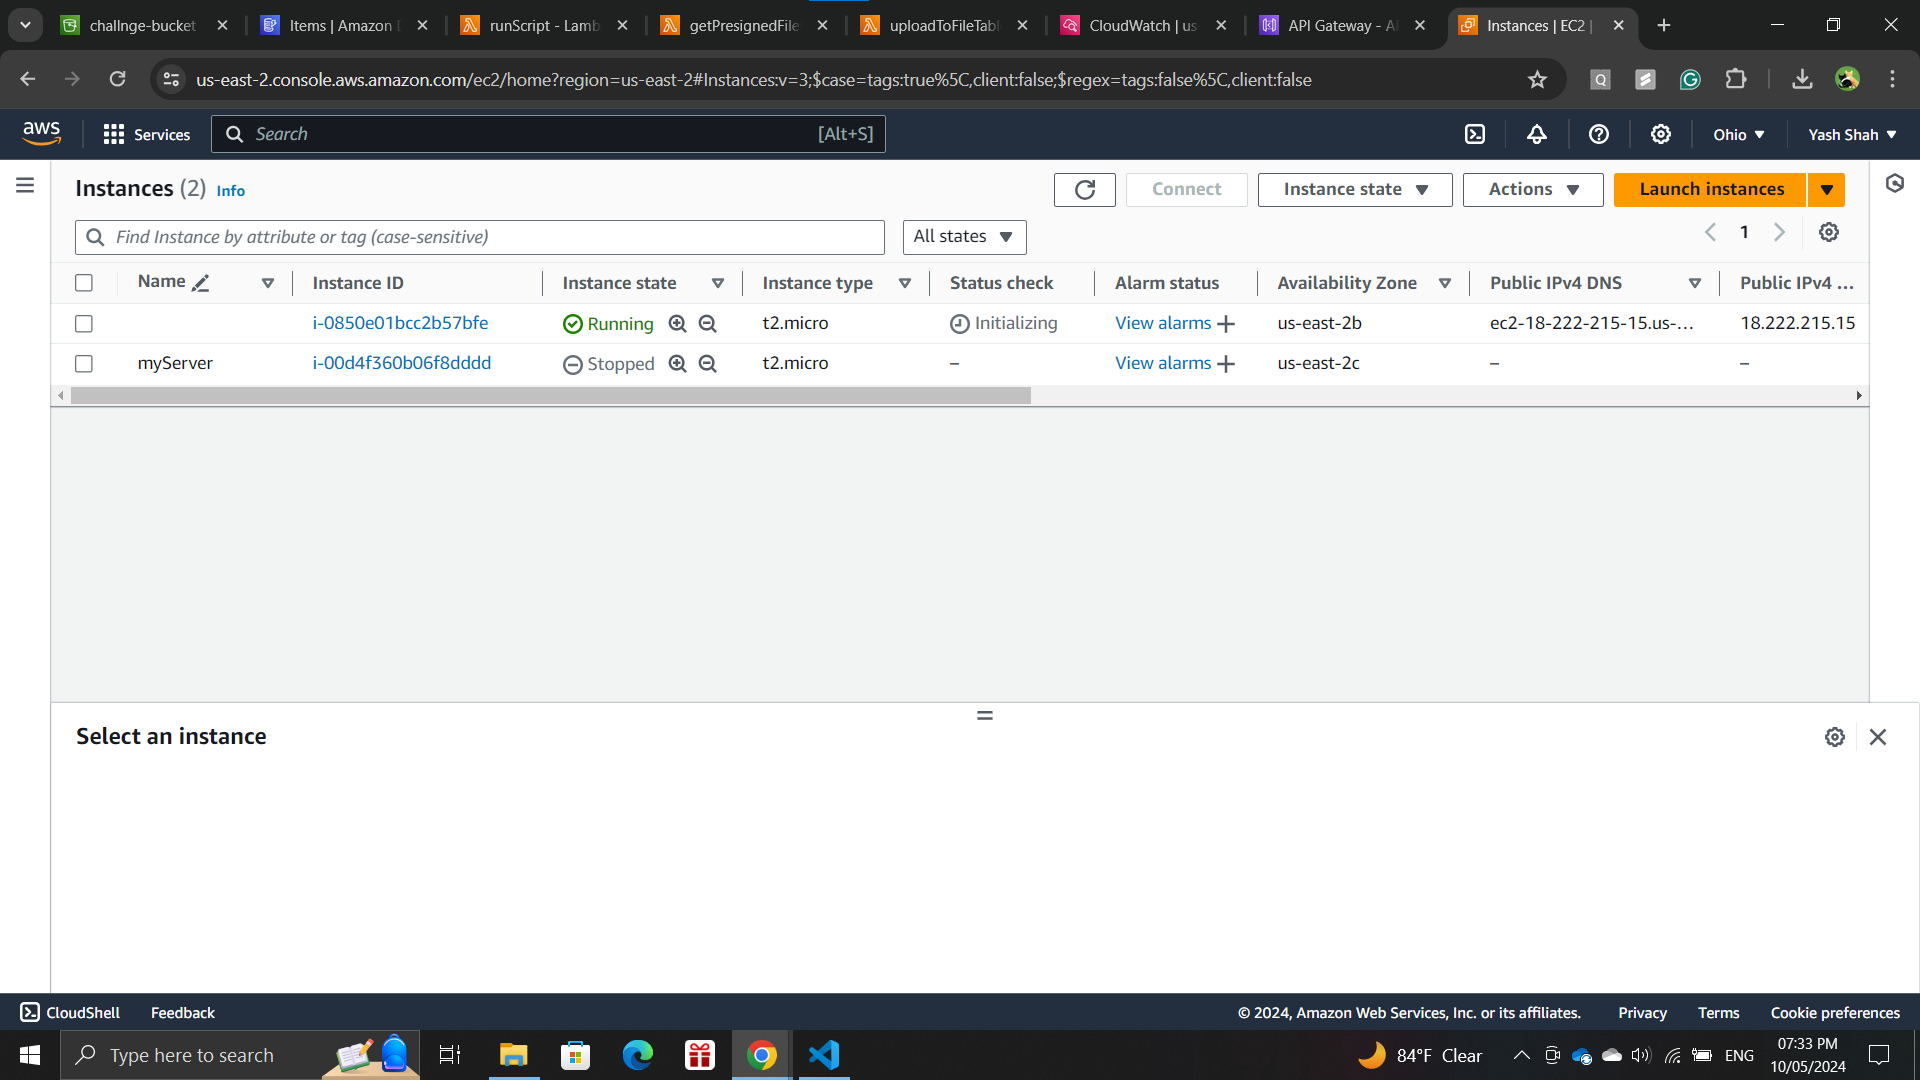 challnge-bucket
Items | Amazon D
runScript - Lamb
getPresignedFile
uploadToFileTabl
CloudWatch | us
API Gateway - A
Instances | EC2 |
us-east-2.console.aws.amazon.com/ec2/home?region=us-east-2#Instances:v=3;$case=tags:true%5C,client:false;$regex=tags:false%5C,client:false
aws
Services
Search
[Alt+S]
Ohio
Yash Shah
Instances (2) Info
Connect
Instance state
Actions
Launch instances
Find Instance by attribute or tag (case-sensitive)
All states
1
Name Instance ID Instance state Instance type Status check Alarm status Availability Zone Public IPv4 DNS Public IPv4 ...
i-0850e01bcc2b57bfe Running t2.micro Initializing View alarms us-east-2b ec2-18-222-215-15.us-... 18.222.215.15
myServer i-00d4f360b06f8dddd Stopped t2.micro – View alarms us-east-2c – –
Select an instance
CloudShell Feedback © 2024, Amazon Web Services, Inc. or its affiliates. Privacy Terms Cookie preferences
Type here to search
84°F Clear
ENG
07:33 PM
10/05/2024